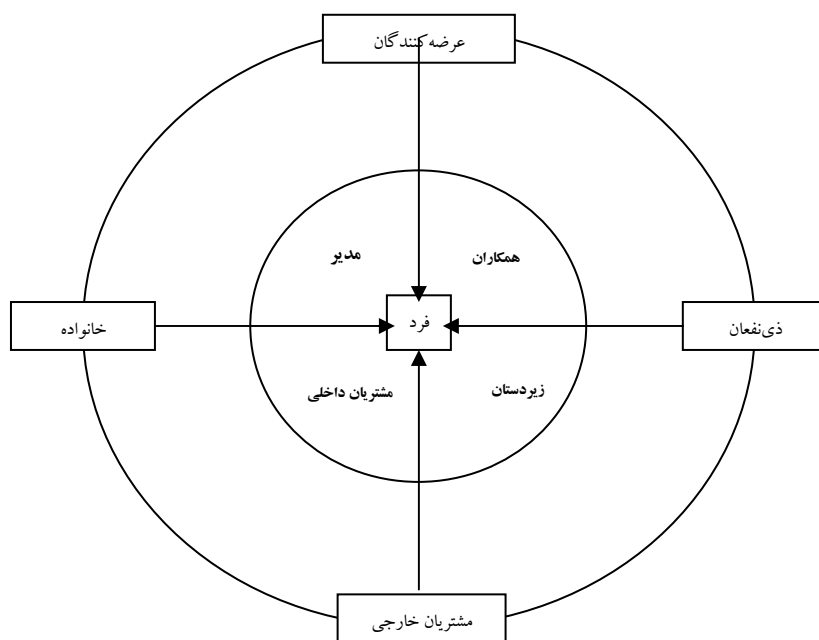 عرضه‌کنندگان
همکاران
مدیر
ذی‌نفعان
فرد
خانواده
زیردستان
مشتریان داخلی
مشتریان خارجی